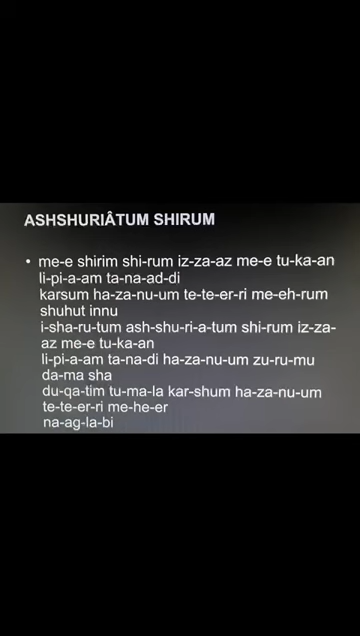 ASHSHURIÂTUM SHIRUM
• me-e shirim shi-rum iz-za-az me-e tu-ka-an
li-pi-a-am ta-na-ad-di
karsum ha-za-nu-um te-te-er-ri me-eh-rum
shuhut innu
i-sha-ru-tum ash-shu-ri-a-tum shi-rum iz-za-
az me-e tu-ka-an
li-pi-a-am ta-na-di ha-za-nu-um zu-ru-mu
da-ma sha
du-qa-tim tu-ma-la kar-shum ha-za-nu-um
te-te-er-ri me-he-er
na-ag-la-bi